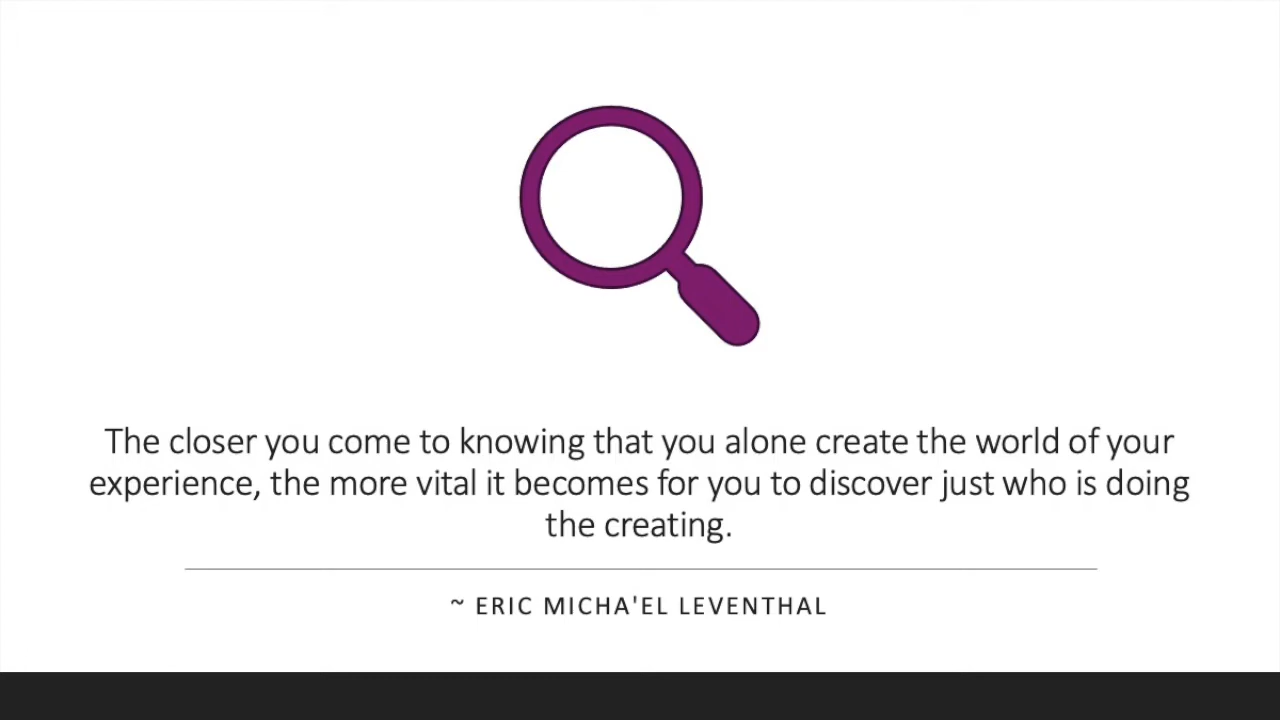 The closer you come to knowing that you alone create the world of your
experience, the more vital it becomes for you to discover just who is doing
the creating.
~ ERIC MICHA'EL LEVENTHAL